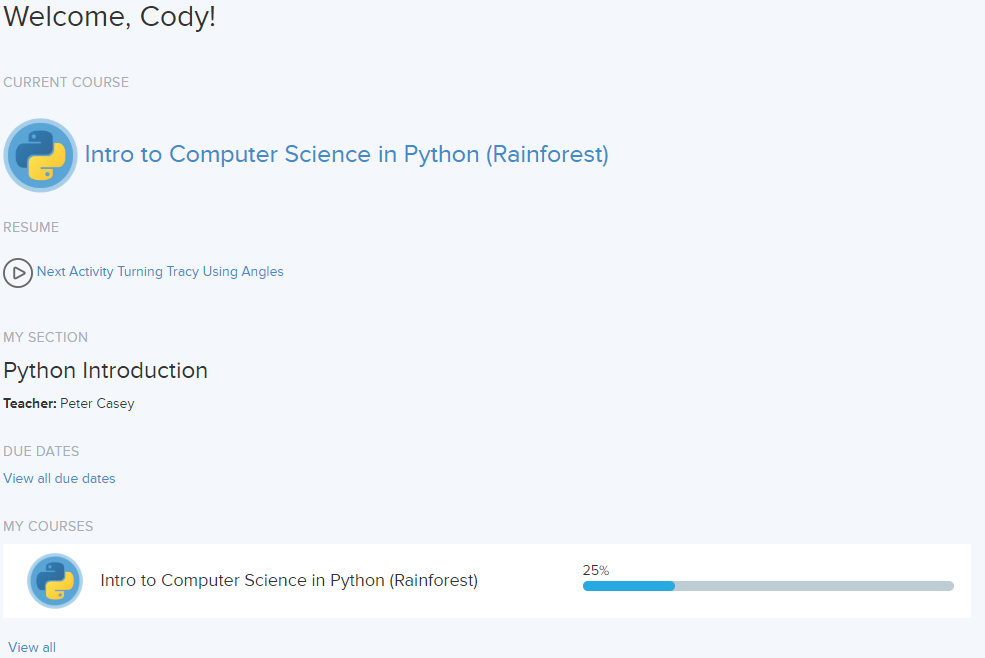 Welcome, Cody!
CURRENT COURSE
Intro to Computer Science in Python (Rainforest)
RESUME
Next Activity Turning Tracy Using Angles
MY SECTION
Python Introduction
Teacher: Peter Casey
DUE DATES
View all due dates
MY COURSES
Intro to Computer Science in Python (Rainforest)
25%
View all